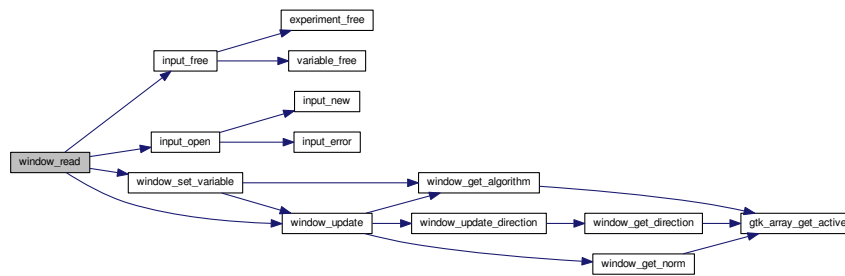 experiment_free
input_free
variable_free
input_new
input_open
input_error
window_read
window_set_variable
window_get_algorithm
window_update
window_update_direction
window_get_direction
gtk_array_get_active
window_get_norm